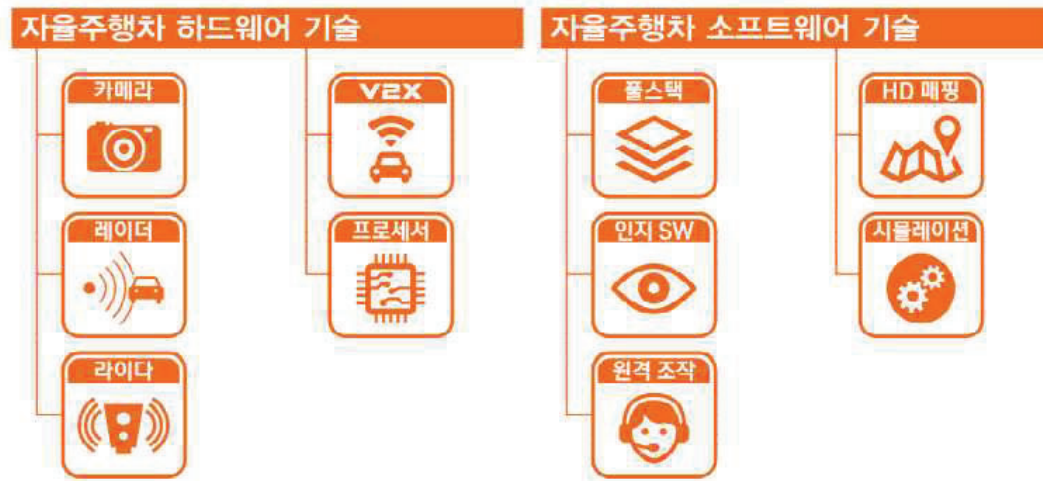 자율주행차 하드웨어 기술
카메라
V2X
레이더
프로세서
라이다
자율주행차 소프트웨어 기술
풀스택
HD 매핑
인지 SW
시뮬레이션
원격 조작